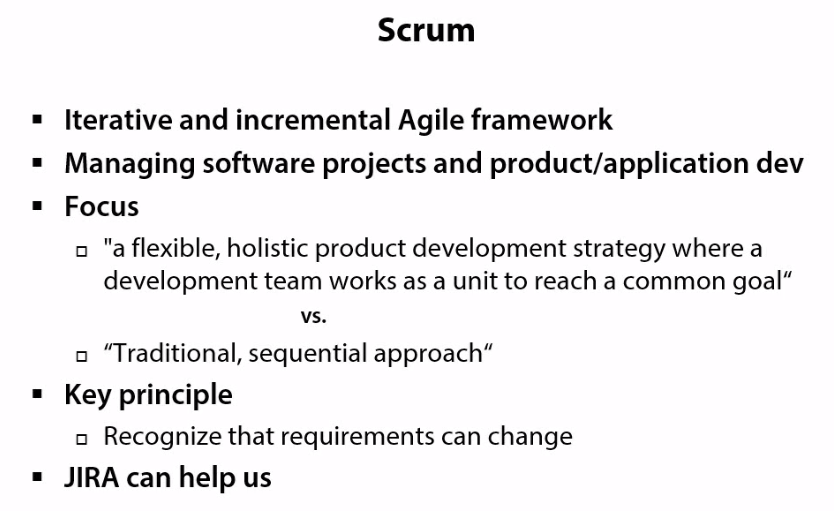 Scrum
Iterative and incremental Agile framework
Managing software projects and product/application dev
Focus
"a flexible, holistic product development strategy where a
development team works as a unit to reach a common goal“
vs.
“Traditional, sequential approach“
Key principle
Recognize that requirements can change
JIRA can help us